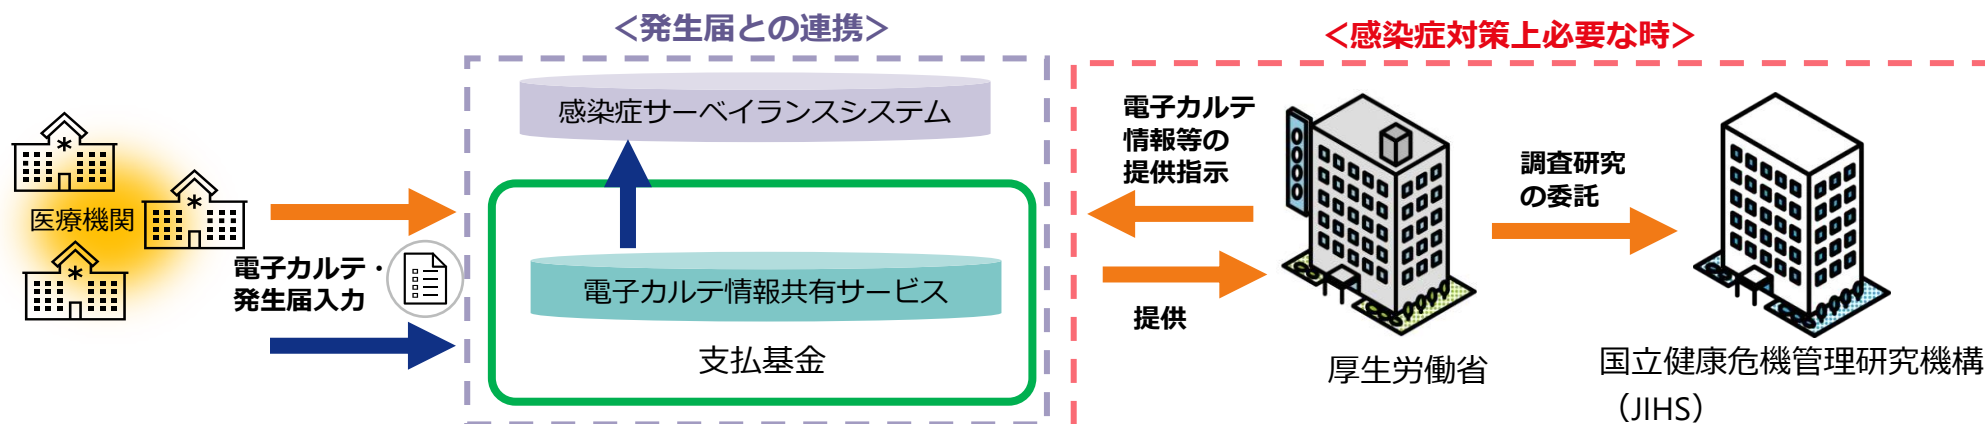 ＜発生届との連携＞
＜感染症対策上必要な時＞
医療機関
電子カルテ・
発生届入力
感染症サーベイランスシステム
電子カルテ情報共有サービス
支払基金
電子カルテ
情報等の
提供指示
提供
厚生労働省
調査研究
の委託
国立健康危機管理研究機構
（JIHS）